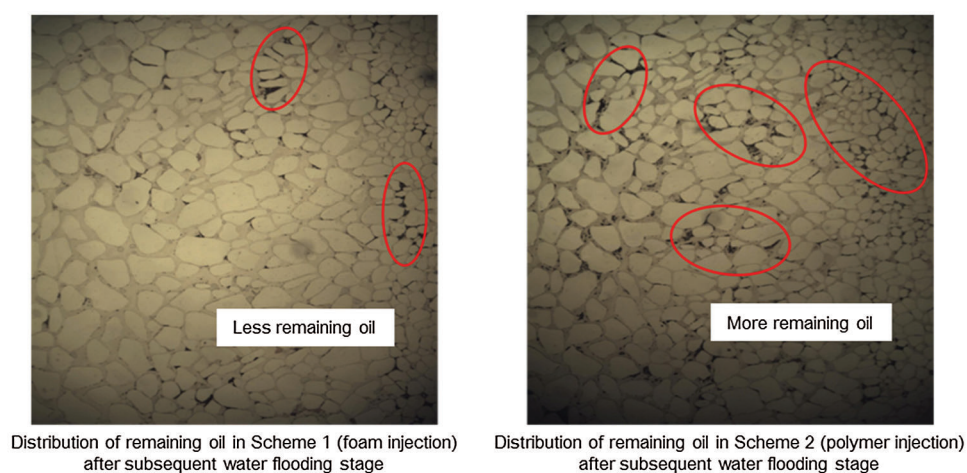 Less remaining oil
More remaining oil
Distribution of remaining oil in Scheme 1 (foam injection)
after subsequent water flooding stage
Distribution of remaining oil in Scheme 2 (polymer injection)
after subsequent water flooding stage